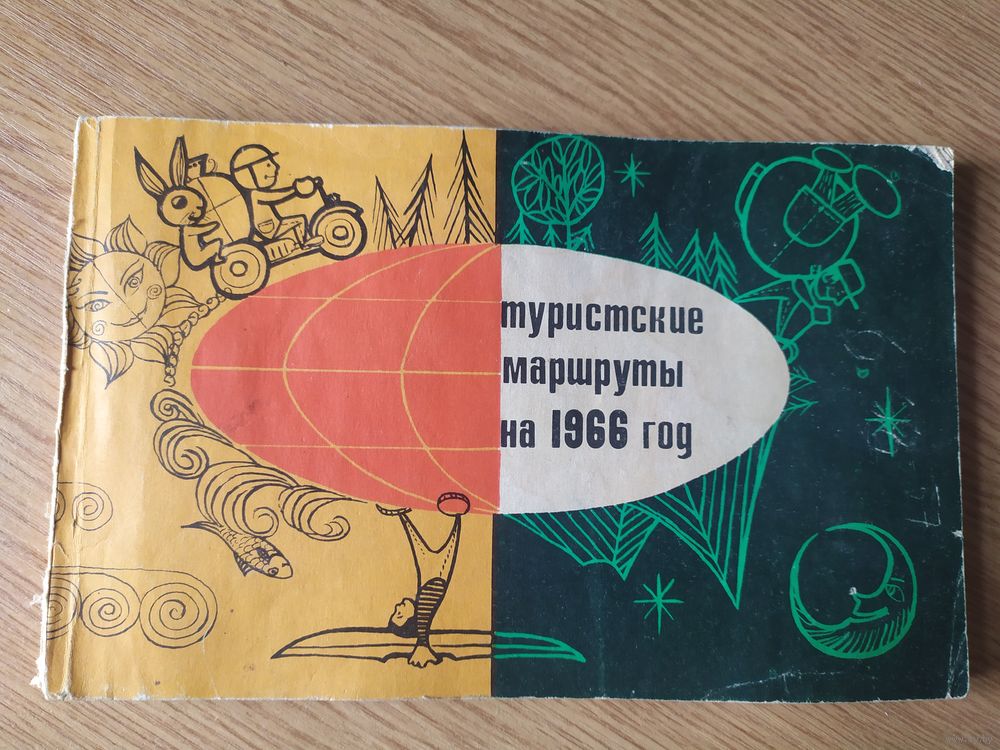 туристские
маршруты
на 1966 год